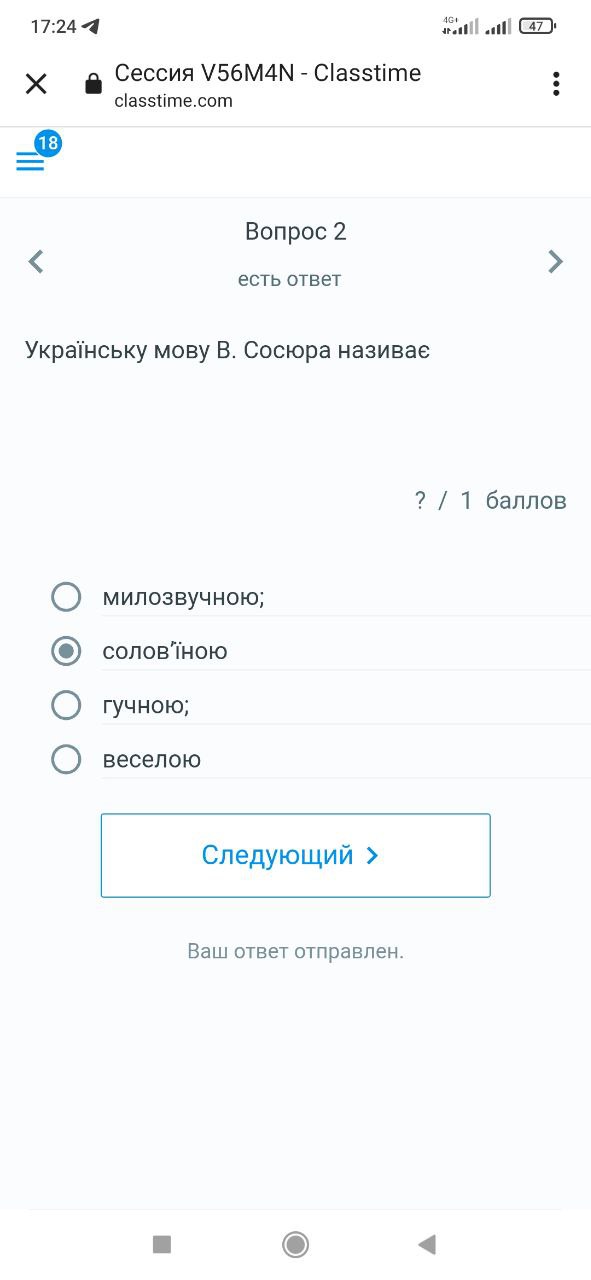 17:24
4G+
47
Сессия V56M4N - Classtime
classtime.com
18
Вопрос 2
есть ответ
Українську мову В. Сосюра називає
? / 1 баллов
милозвучною;
солов’їною
гучною;
веселою
Следующий
Ваш ответ отправлен.